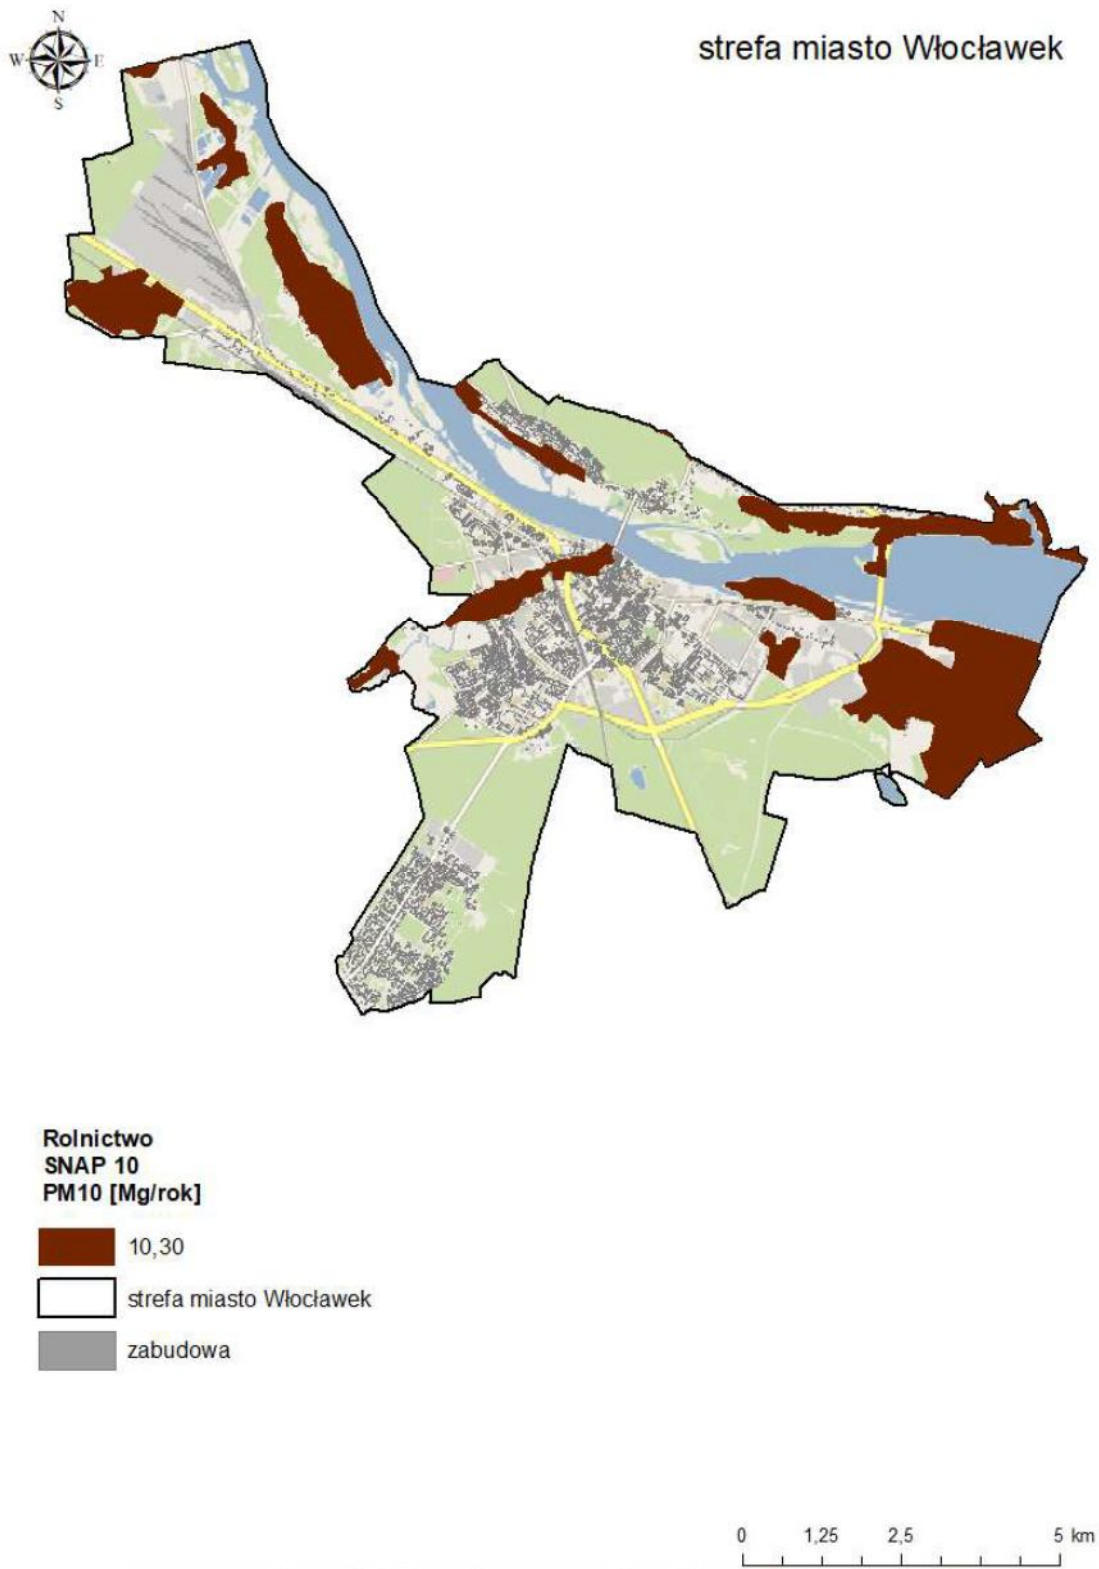 N
W E
S
strefa miasto Włocławek
Rolnictwo
SNAP 10
PM10 [Mg/rok]
10,30
strefa miasto Włocławek
zabudowa
0 1,25 2,5 5 km